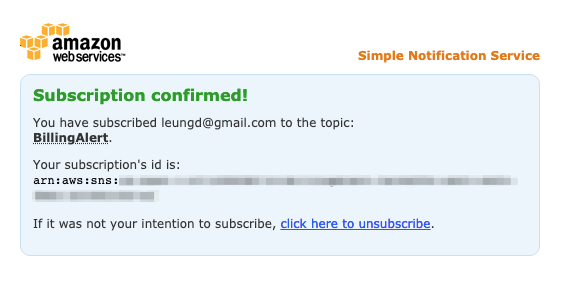 amazon
webservices™
Simple Notification Service
Subscription confirmed!
You have subscribed leungd@gmail.com to the topic:
BillingAlert.
Your subscription's id is:
arn:aws:sns:
If it was not your intention to subscribe, click here to unsubscribe.